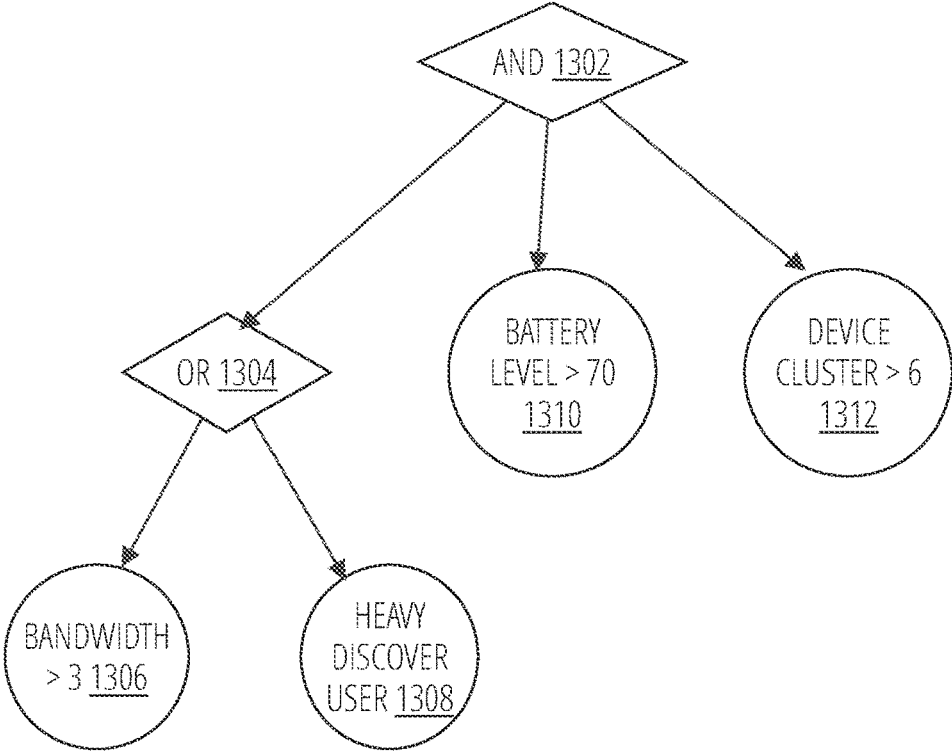 AND 1302
OR 1304
BATTERY
LEVEL > 70
1310
DEVICE
CLUSTER > 6
1312
BANDWIDTH
> 3 1306
HEAVY
DISCOVER
USER 1308